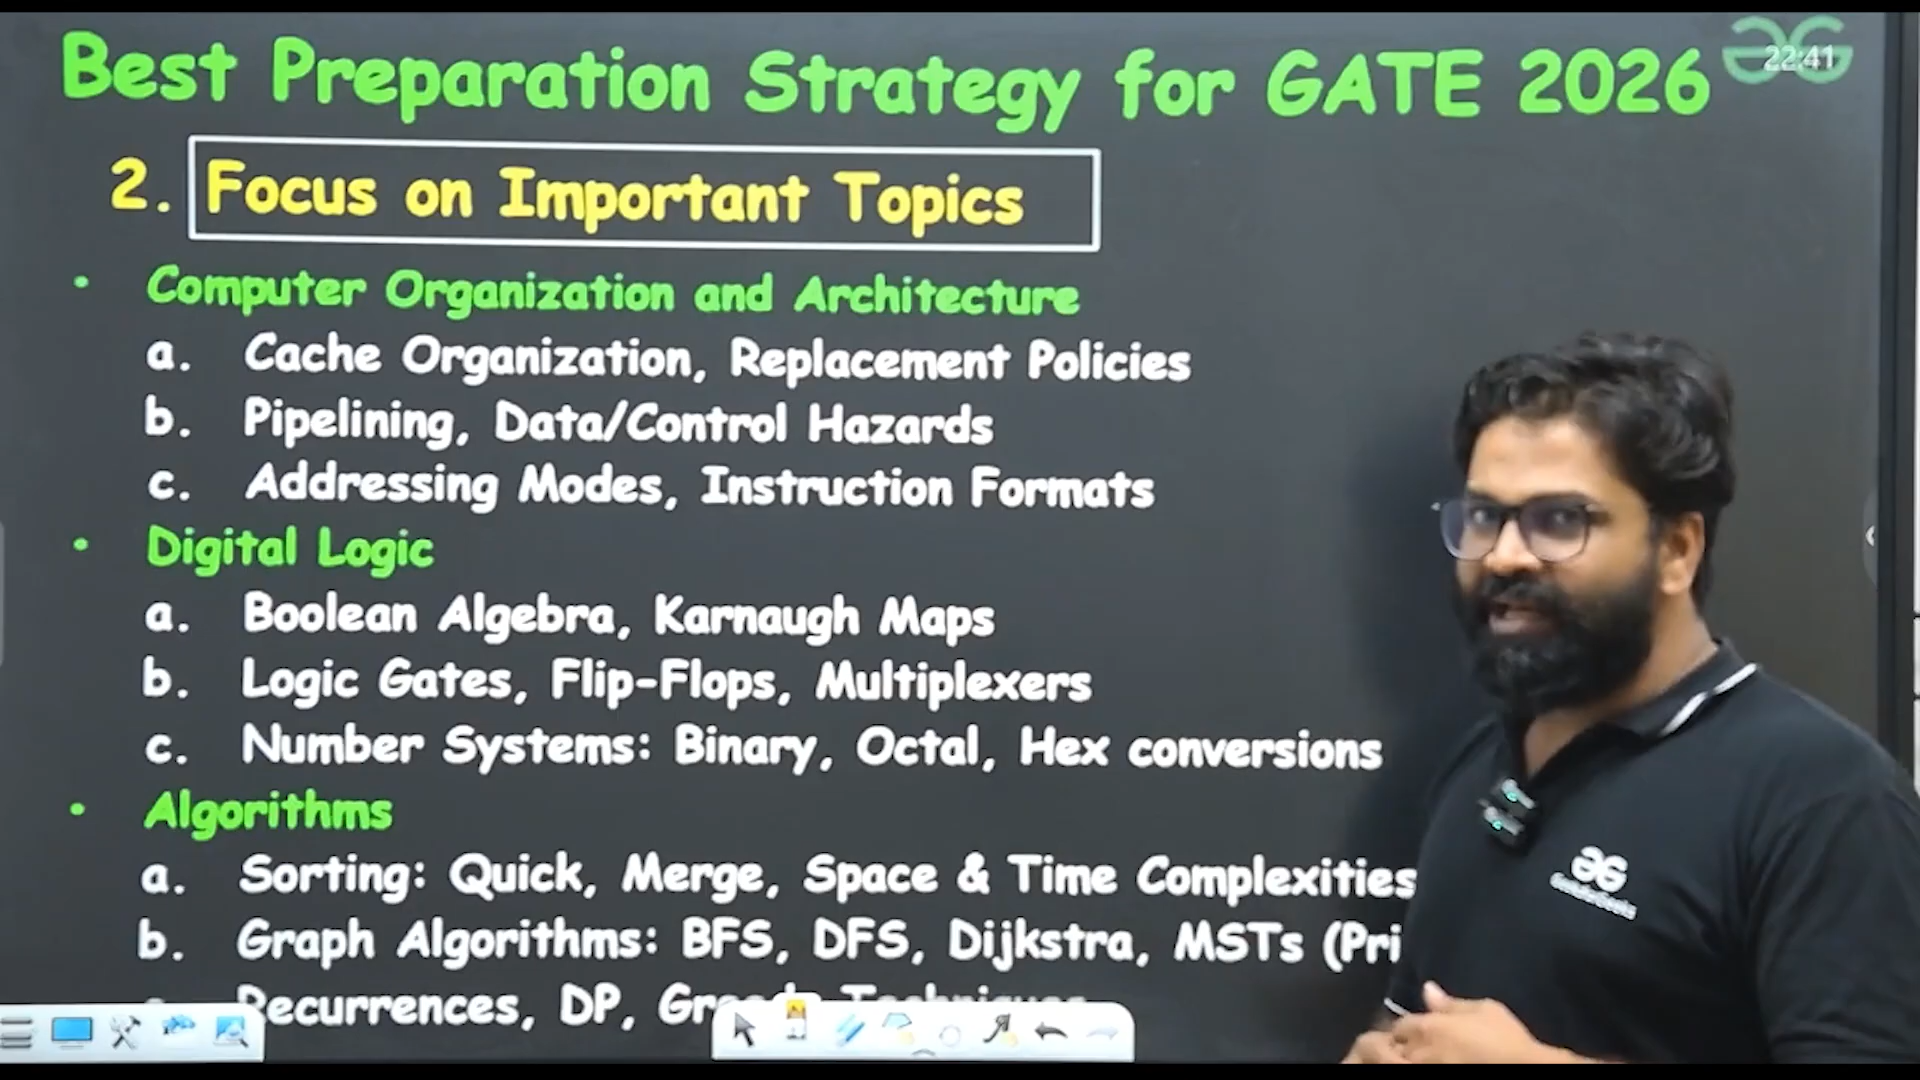 Best Preparation Strategy for GATE 2026
22:41
2. Focus on Important Topics
• Computer Organization and Architecture
a. Cache Organization, Replacement Policies
b. Pipelining, Data/Control Hazards
c. Addressing Modes, Instruction Formats
• Digital Logic
a. Boolean Algebra, Karnaugh Maps
b. Logic Gates, Flip-Flops, Multiplexers
c. Number Systems: Binary, Octal, Hex conversions
• Algorithms
a. Sorting: Quick, Merge, Space & Time Complexities
b. Graph Algorithms: BFS, DFS, Dijkstra, MSTs (Pri
Recurrences, DP,
GeeksforGeeks